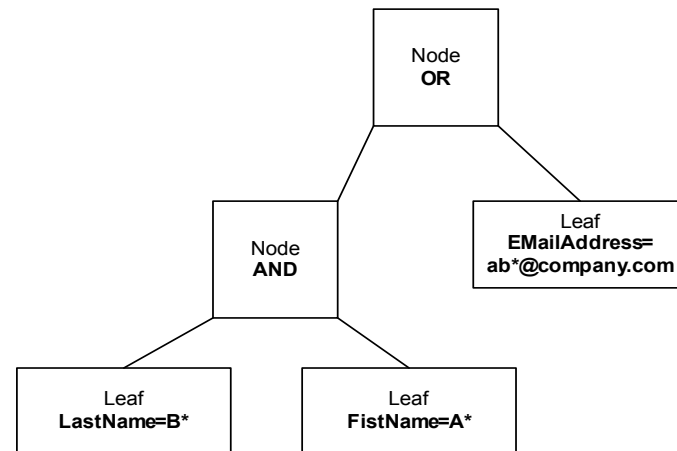 Node
OR
Node
AND
Leaf
EMailAddress=
ab*@company.com
Leaf
LastName=B*
Leaf
FistName=A*